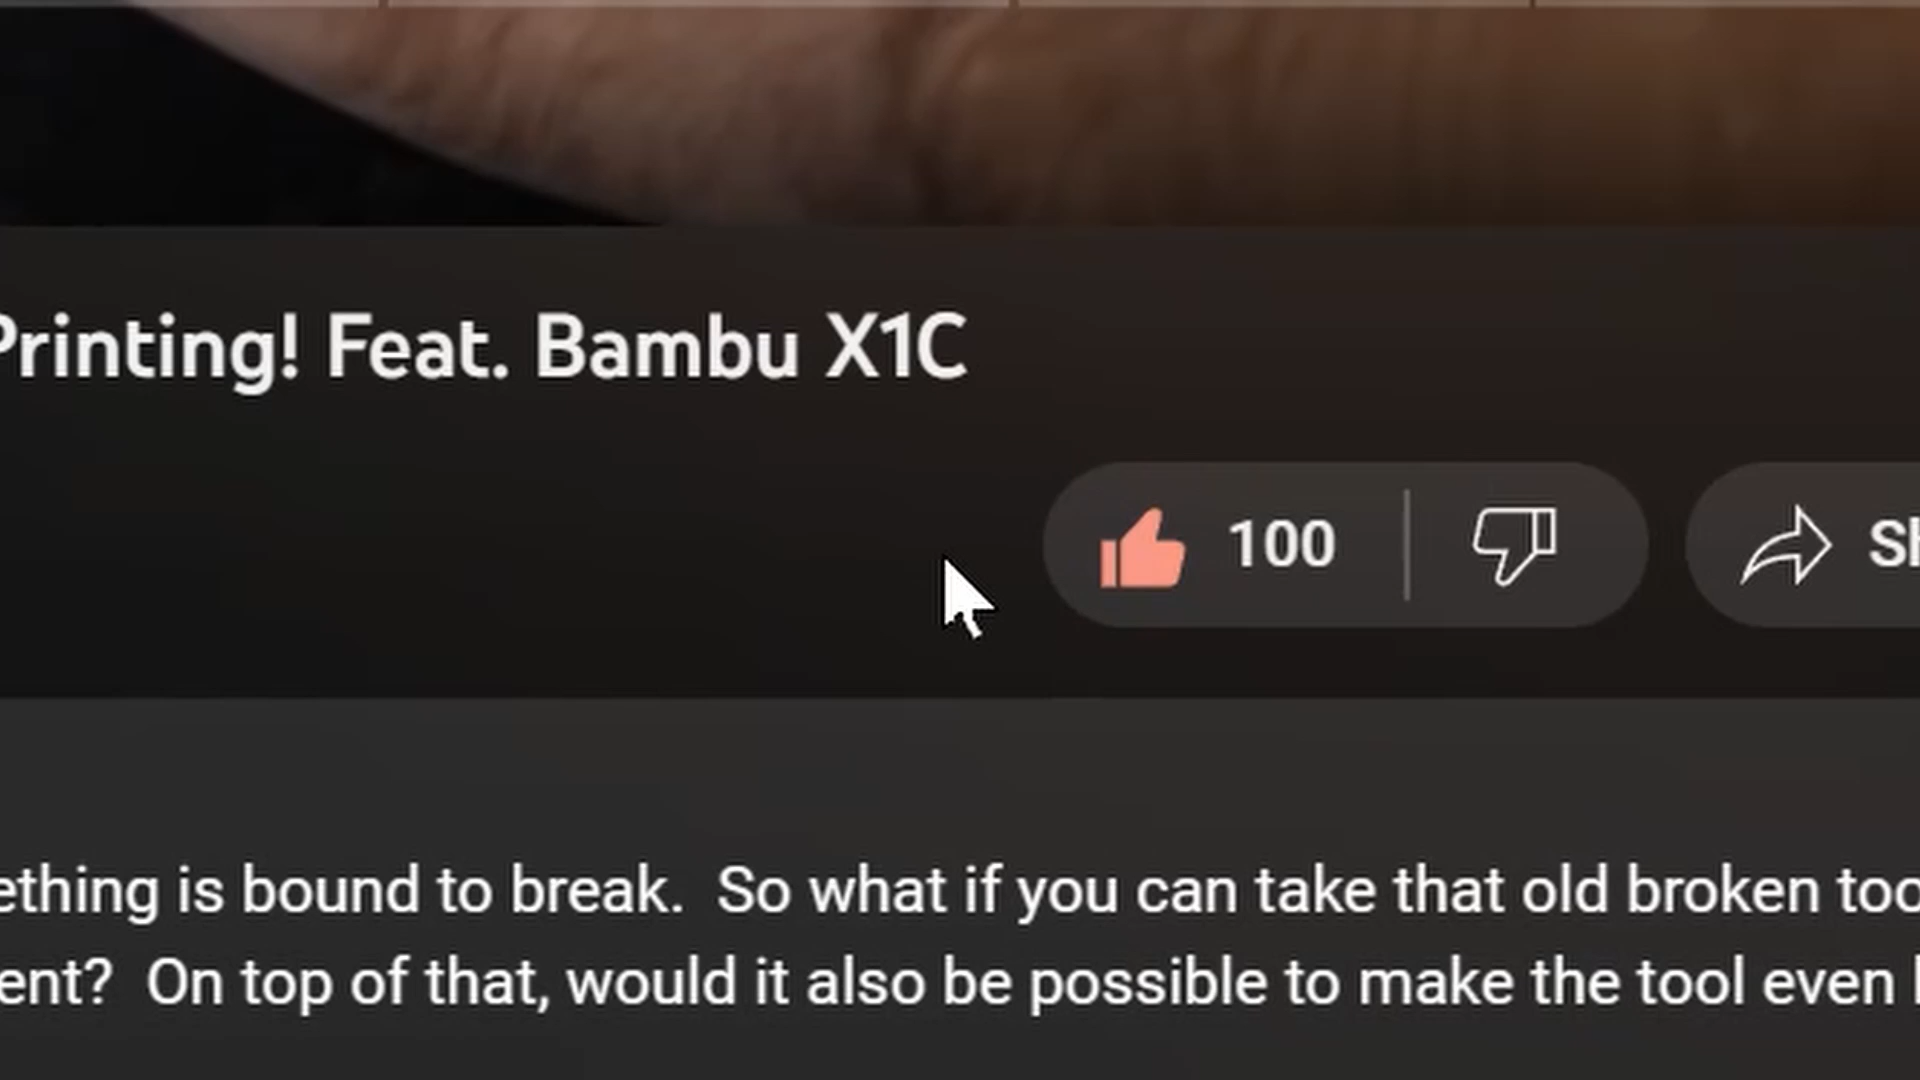 Printing! Feat. Bambu X1C
100
Sh
ething is bound to break. So what if you can take that old broken too
ent? On top of that, would it also be possible to make the tool even